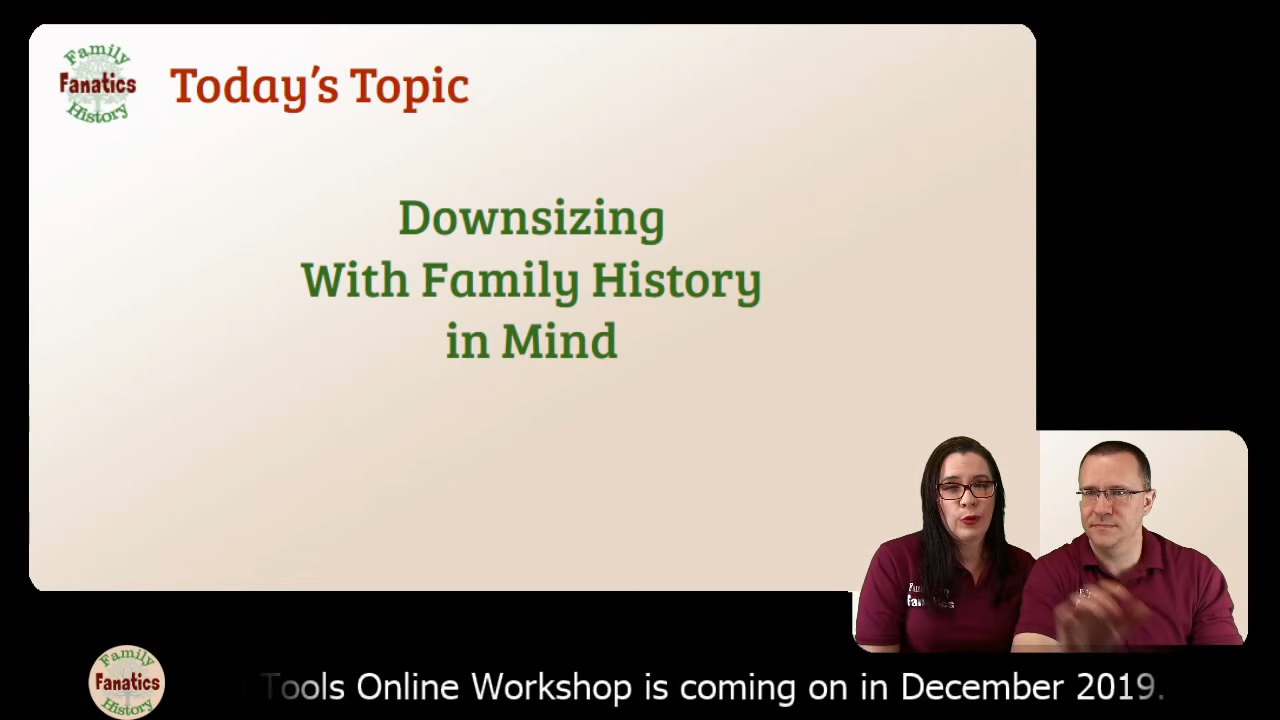 Family
Fanatics
History
Today's Topic
Downsizing
With Family History
in Mind
Fanatics
Family
Fanatics
History
Tools Online Workshop is coming on in December 2019.